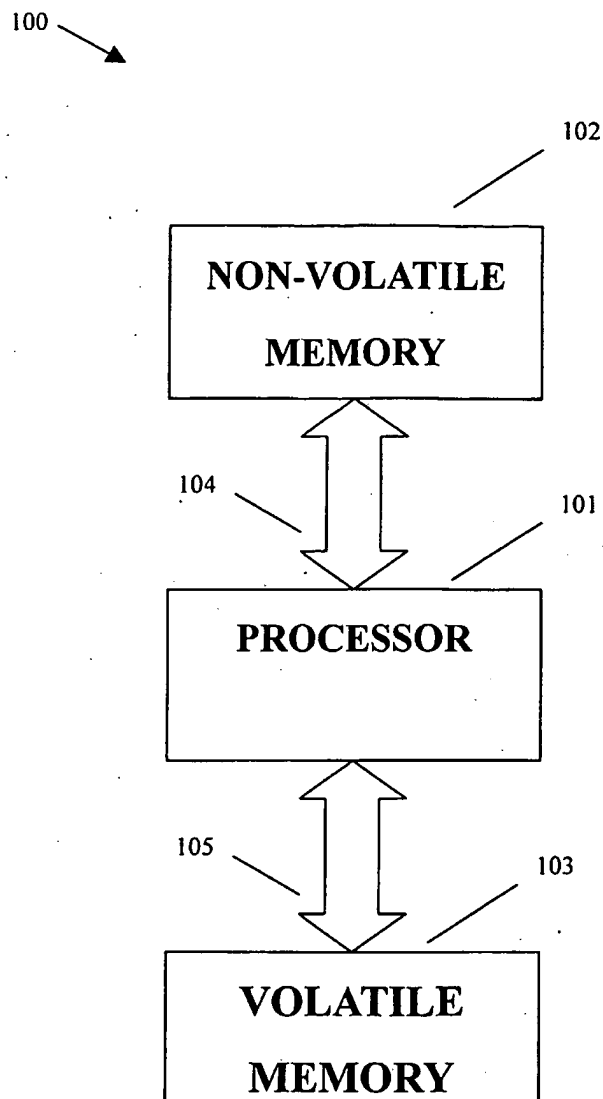 100
102
NON-VOLATILE
MEMORY
104
101
PROCESSOR
105
103
VOLATILE
MEMORY